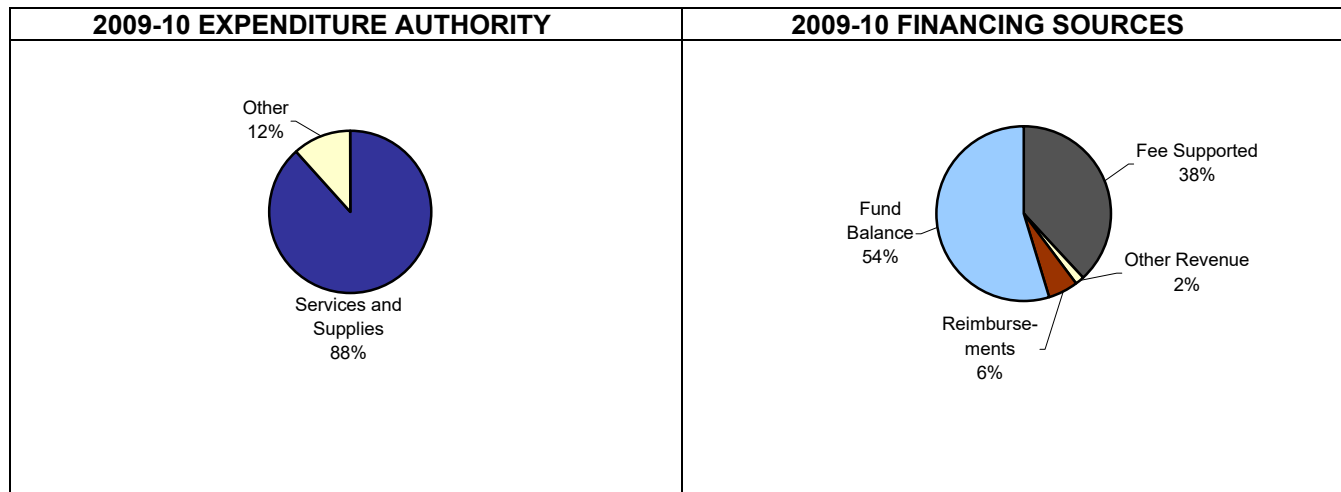 2009-10 EXPENDITURE AUTHORITY
Other
12%
Services and
Supplies
88%
2009-10 FINANCING SOURCES
Fee Supported
38%
Fund
Balance
54%
Other Revenue
2%
Reimburse-
ments
6%